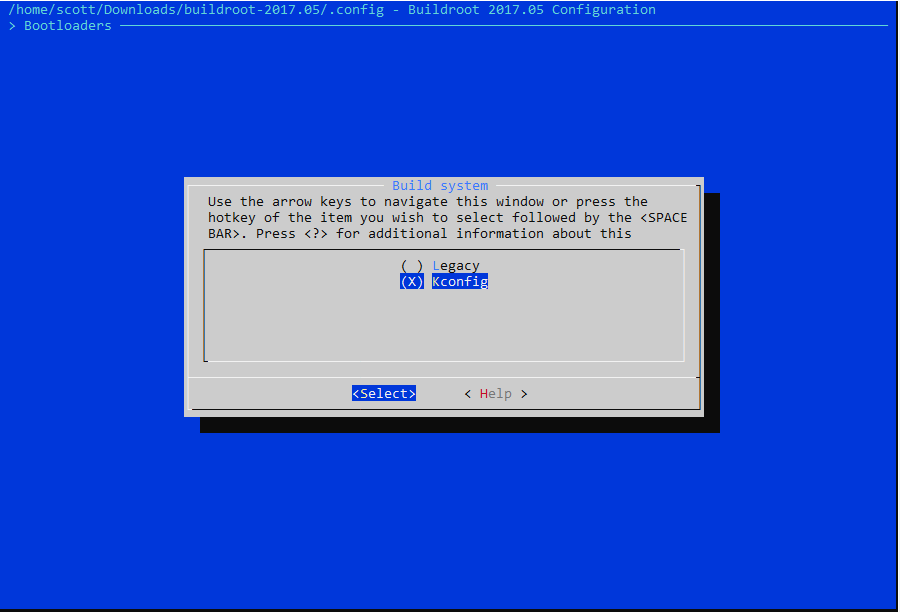 /home/scott/Downloads/buildroot-2017.05/.config - Buildroot 2017.05 Configuration
> Bootloaders
Build system
Use the arrow keys to navigate this window or press the
hotkey of the item you wish to select followed by the <SPACE
BAR>. Press <?> for additional information about this
( ) Legacy
(X) Kconfig
<Select> < Help >